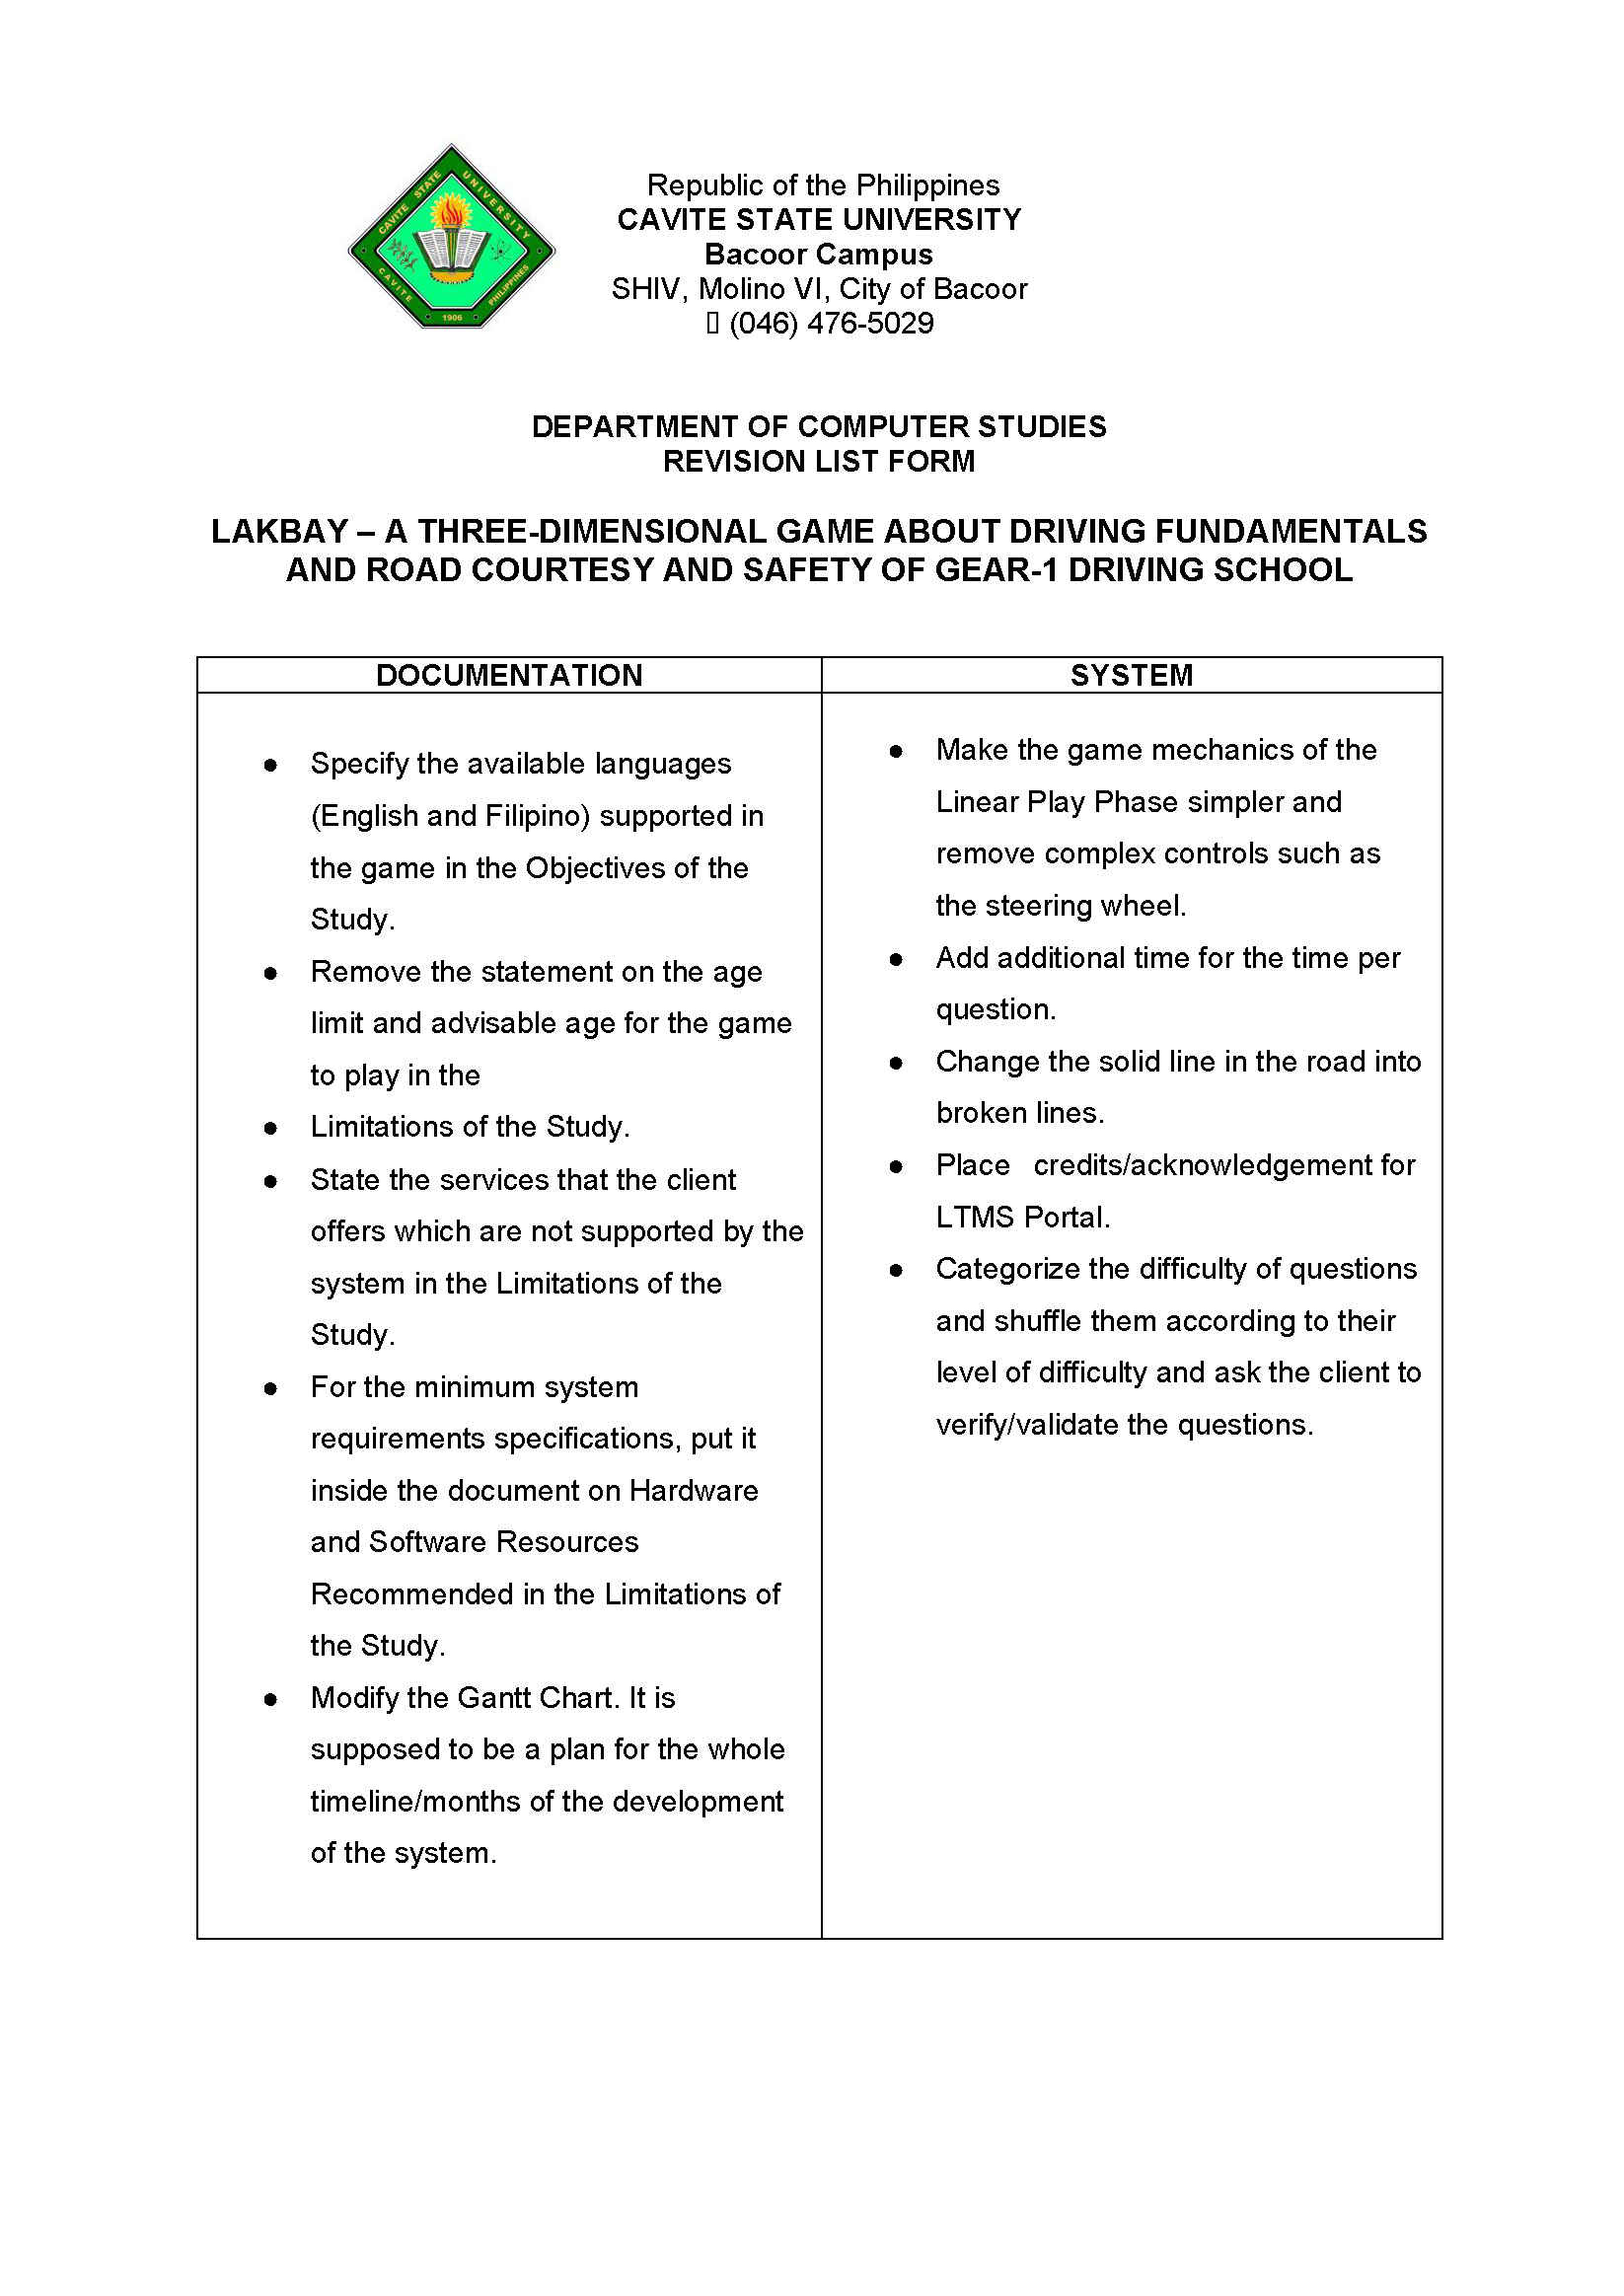 CAVITE STATE UNIVERSITY
CAVITE PHILIPPINES
1906
Republic of the Philippines
CAVITE STATE UNIVERSITY
Bacoor Campus
SHIV, Molino VI, City of Bacoor
(046) 476-5029
DEPARTMENT OF COMPUTER STUDIES
REVISION LIST FORM
LAKBAY – A THREE-DIMENSIONAL GAME ABOUT DRIVING FUNDAMENTALS
AND ROAD COURTESY AND SAFETY OF GEAR-1 DRIVING SCHOOL
DOCUMENTATION
● Specify the available languages
(English and Filipino) supported in
the game in the Objectives of the
Study.
● Remove the statement on the age
limit and advisable age for the game
to play in the
● Limitations of the Study.
● State the services that the client
offers which are not supported by the
system in the Limitations of the
Study.
● For the minimum system
requirements specifications, put it
inside the document on Hardware
and Software Resources
Recommended in the Limitations of
the Study.
● Modify the Gantt Chart. It is
supposed to be a plan for the whole
timeline/months of the development
of the system.
SYSTEM
● Make the game mechanics of the
Linear Play Phase simpler and
remove complex controls such as
the steering wheel.
● Add additional time for the time per
question.
● Change the solid line in the road into
broken lines.
● Place credits/acknowledgement for
LTMS Portal.
● Categorize the difficulty of questions
and shuffle them according to their
level of difficulty and ask the client to
verify/validate the questions.